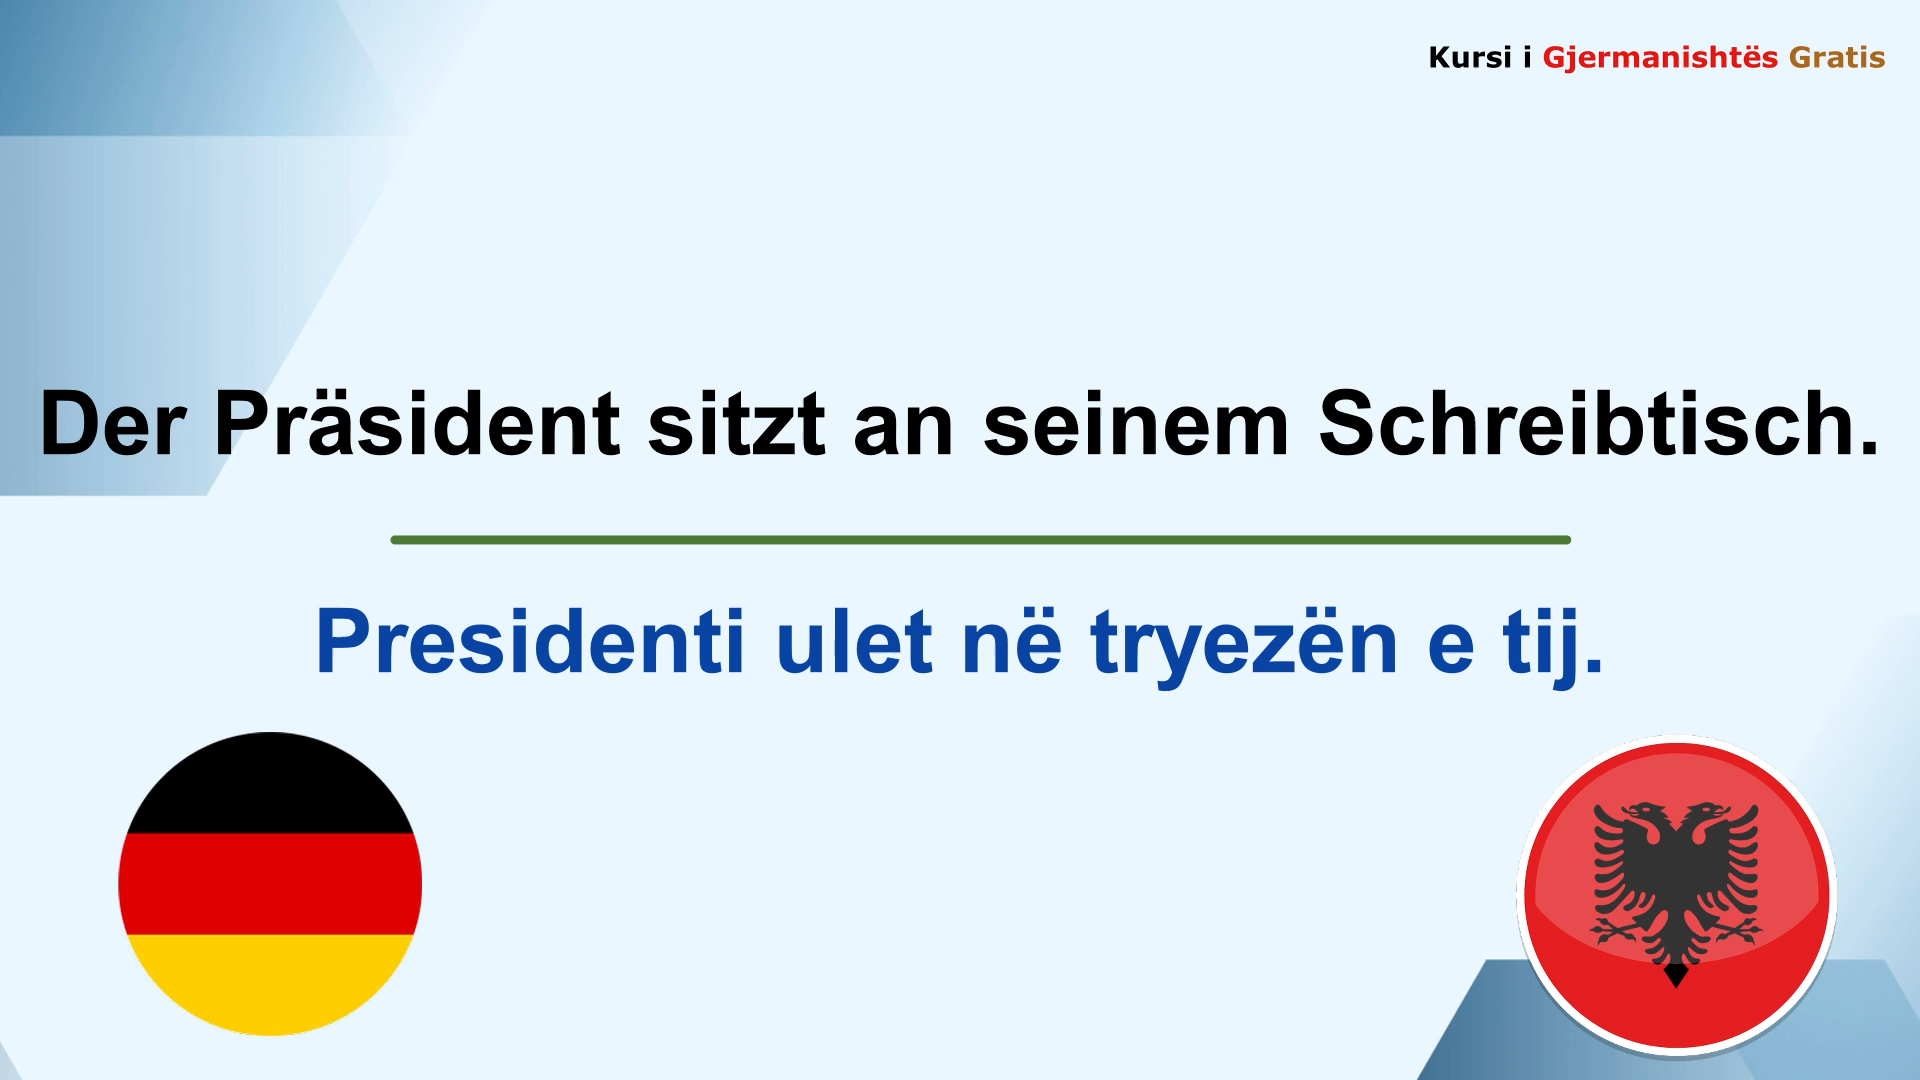 Kursi i Gjermanishtës Gratis
Der Präsident sitzt an seinem Schreibtisch.
Presidenti ulet në tryezën e tij.